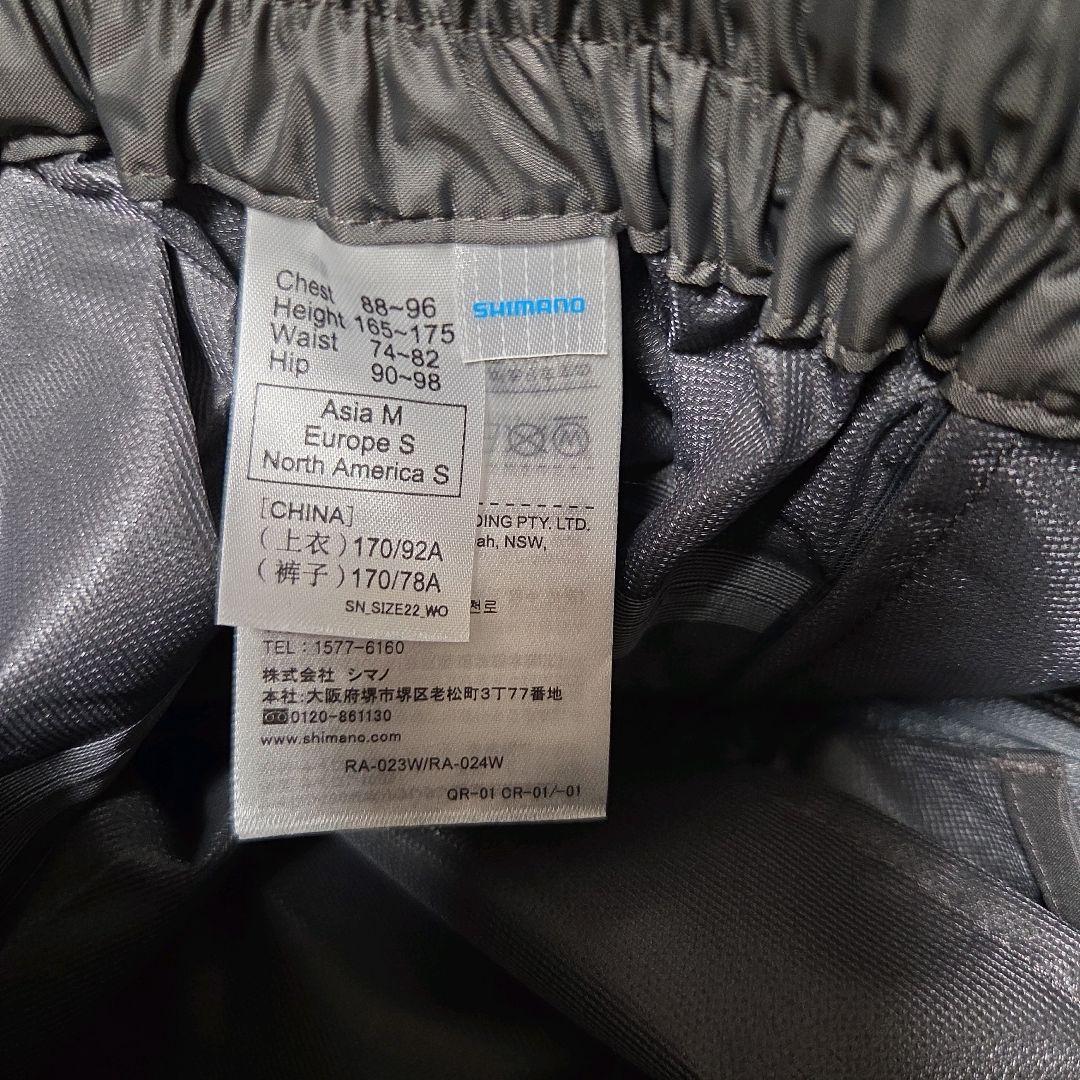 Chest 88~96
Height 165~175
Waist 74~82
Hip 90~98
Asia M
Europe S
North America S
[CHINA]
(上衣)170/92A
(裤子)170/78A
SN_SIZE22_WO
SHIMANO
DING PTY. LTD.
ah, NSW,
천로
TEL:1577-6160
株式会社 シマノ
本社:大阪府堺市堺区老松町3丁77番地
0120-861130
www.shimano.com
RA-023W/RA-024W
QR-01 CR-01/-01